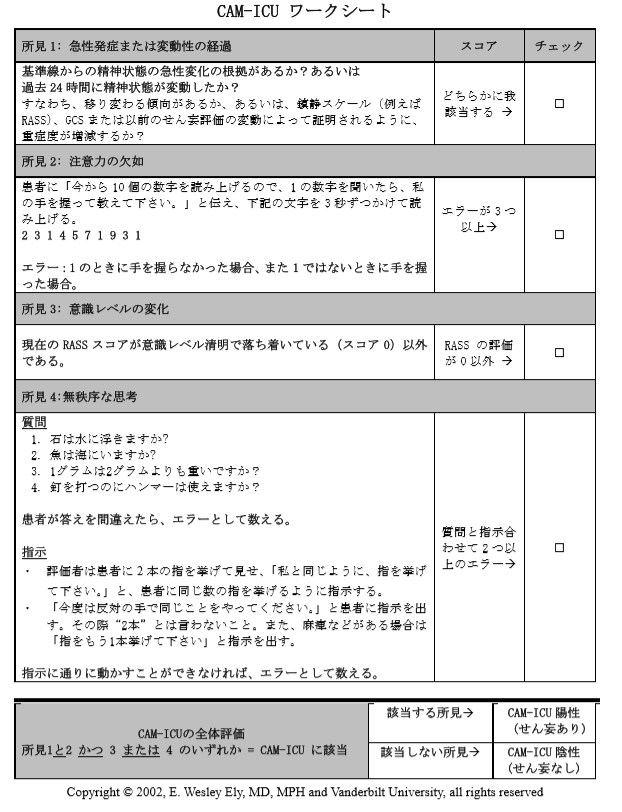 CAM-ICU ワークシート
所見 1: 急性発症または変動性の経過
スコア
チェック
基準線からの精神状態の急性変化の根拠があるか？あるいは
過去 24 時間に精神状態が変動したか？
すなわち、移り変わる傾向があるか、あるいは、鎮静スケール（例えば
RASS)、GCS または以前のせん妄評価の変動によって証明されるように、
重症度が増減するか？
どちらかに我
該当する →
□
所見 2: 注意力の欠如
患者に「今から 10 個の数字を読み上げるので、1 の数字を聞いたら、私
の手を握って教えて下さい。」と伝え、下記の文字を 3 秒ずつかけて読
み上げる。
2 3 1 4 5 7 1 9 3 1
エラー：1 のときに手を握らなかった場合、また 1 ではないときに手を握
った場合。
エラーが 3 つ
以上→
□
所見 3: 意識レベルの変化
現在の RASS スコアが意識レベル清明で落ち着いている（スコア 0）以外
である。
RASS の評価
が 0 以外 →
□
所見 4:無秩序な思考
質問
1. 石は水に浮きますか?
2. 魚は海にいますか?
3. 1グラムは2グラムよりも重いですか？
4. 釘を打つのにハンマーは使えますか？
患者が答えを間違えたら、エラーとして数える。
指示
・ 評価者は患者に 2 本の指を挙げて見せ、「私と同じように、指を挙げ
て下さい。」と、患者に同じ数の指を挙げるように指示する。
・ 「今度は反対の手で同じことをやってください。」と患者に指示を出
す。その際 “2本” とは言わないこと。また、麻痺などがある場合は
「指をもう1本挙げて下さい」と指示を出す。
指示に通りに動かすことができなければ、エラーとして数える。
質問と指示合
わせて 2 つ以
上のエラー→
□
CAM-ICUの全体評価
所見1と2 かつ 3 または 4 のいずれか = CAM-ICU に該当
該当する所見→
CAM-ICU 陽性
（せん妄あり）
該当しない所見→
CAM-ICU 陰性
（せん妄なし）
Copyright © 2002, E. Wesley Ely, MD, MPH and Vanderbilt University, all rights reserved